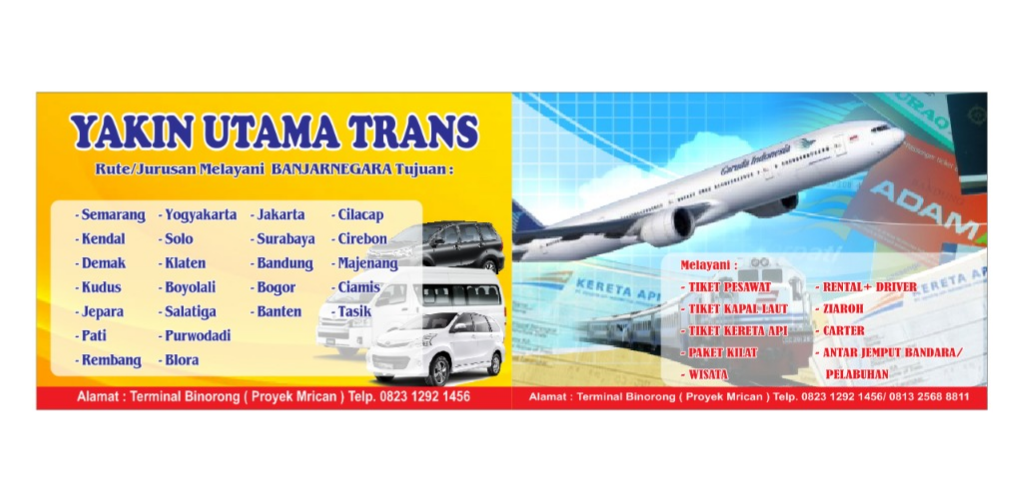 YAKIN UTAMA TRANS
Rute/Jurusan Melayani BANJARNEGARA Tujuan :
- Semarang - Yogyakarta - Jakarta - Cilacap
- Kendal - Solo - Surabaya - Cirebon
- Demak - Klaten - Bandung - Majenang
- Kudus - Boyolali - Bogor - Ciamis
- Jepara - Salatiga - Banten - Tasik
- Pati - Purwodadi
- Rembang - Blora
Alamat : Terminal Binorong ( Proyek Mrican ) Telp. 0823 1292 1456
Garuda Indonesia
ADAM
KERETA API
KERETA API
Melayani :
- TIKET PESAWAT - RENTAL+ DRIVER
- TIKET KAPAL LAUT - ZIAROH
- TIKET KERETA API - CARTER
- PAKET KILAT - ANTAR JEMPUT BANDARA/
- WISATA PELABUHAN
Alamat : Terminal Binorong ( Proyek Mrican ) Telp. 0823 1292 1456/ 0813 2568 8811